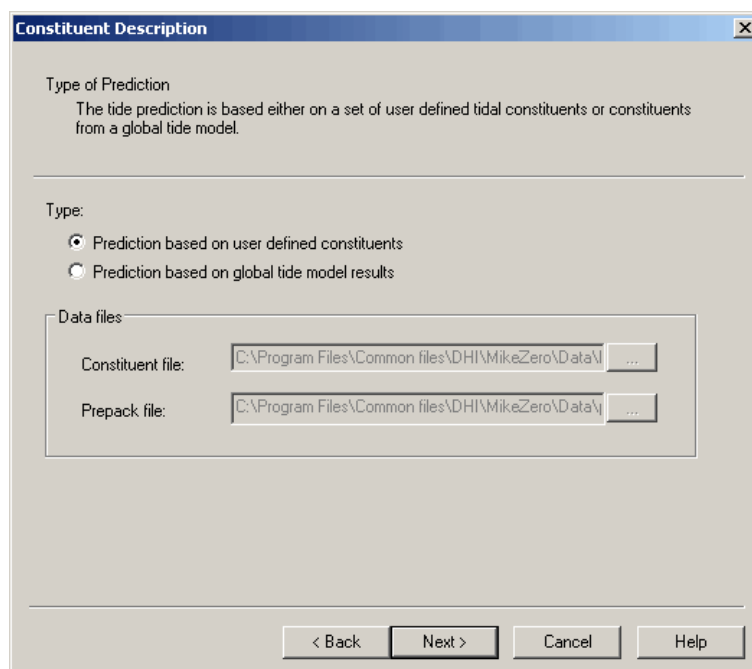 Constituent Description
Type of Prediction
The tide prediction is based either on a set of user defined tidal constituents or constituents
from a global tide model.
Type:
Prediction based on user defined constituents
Prediction based on global tide model results
Data files
Constituent file: C:\Program Files\Common files\DHI\MikeZero\Data\ ...
Prepack file: C:\Program Files\Common files\DHI\MikeZero\Data\ ...
< Back Next > Cancel Help